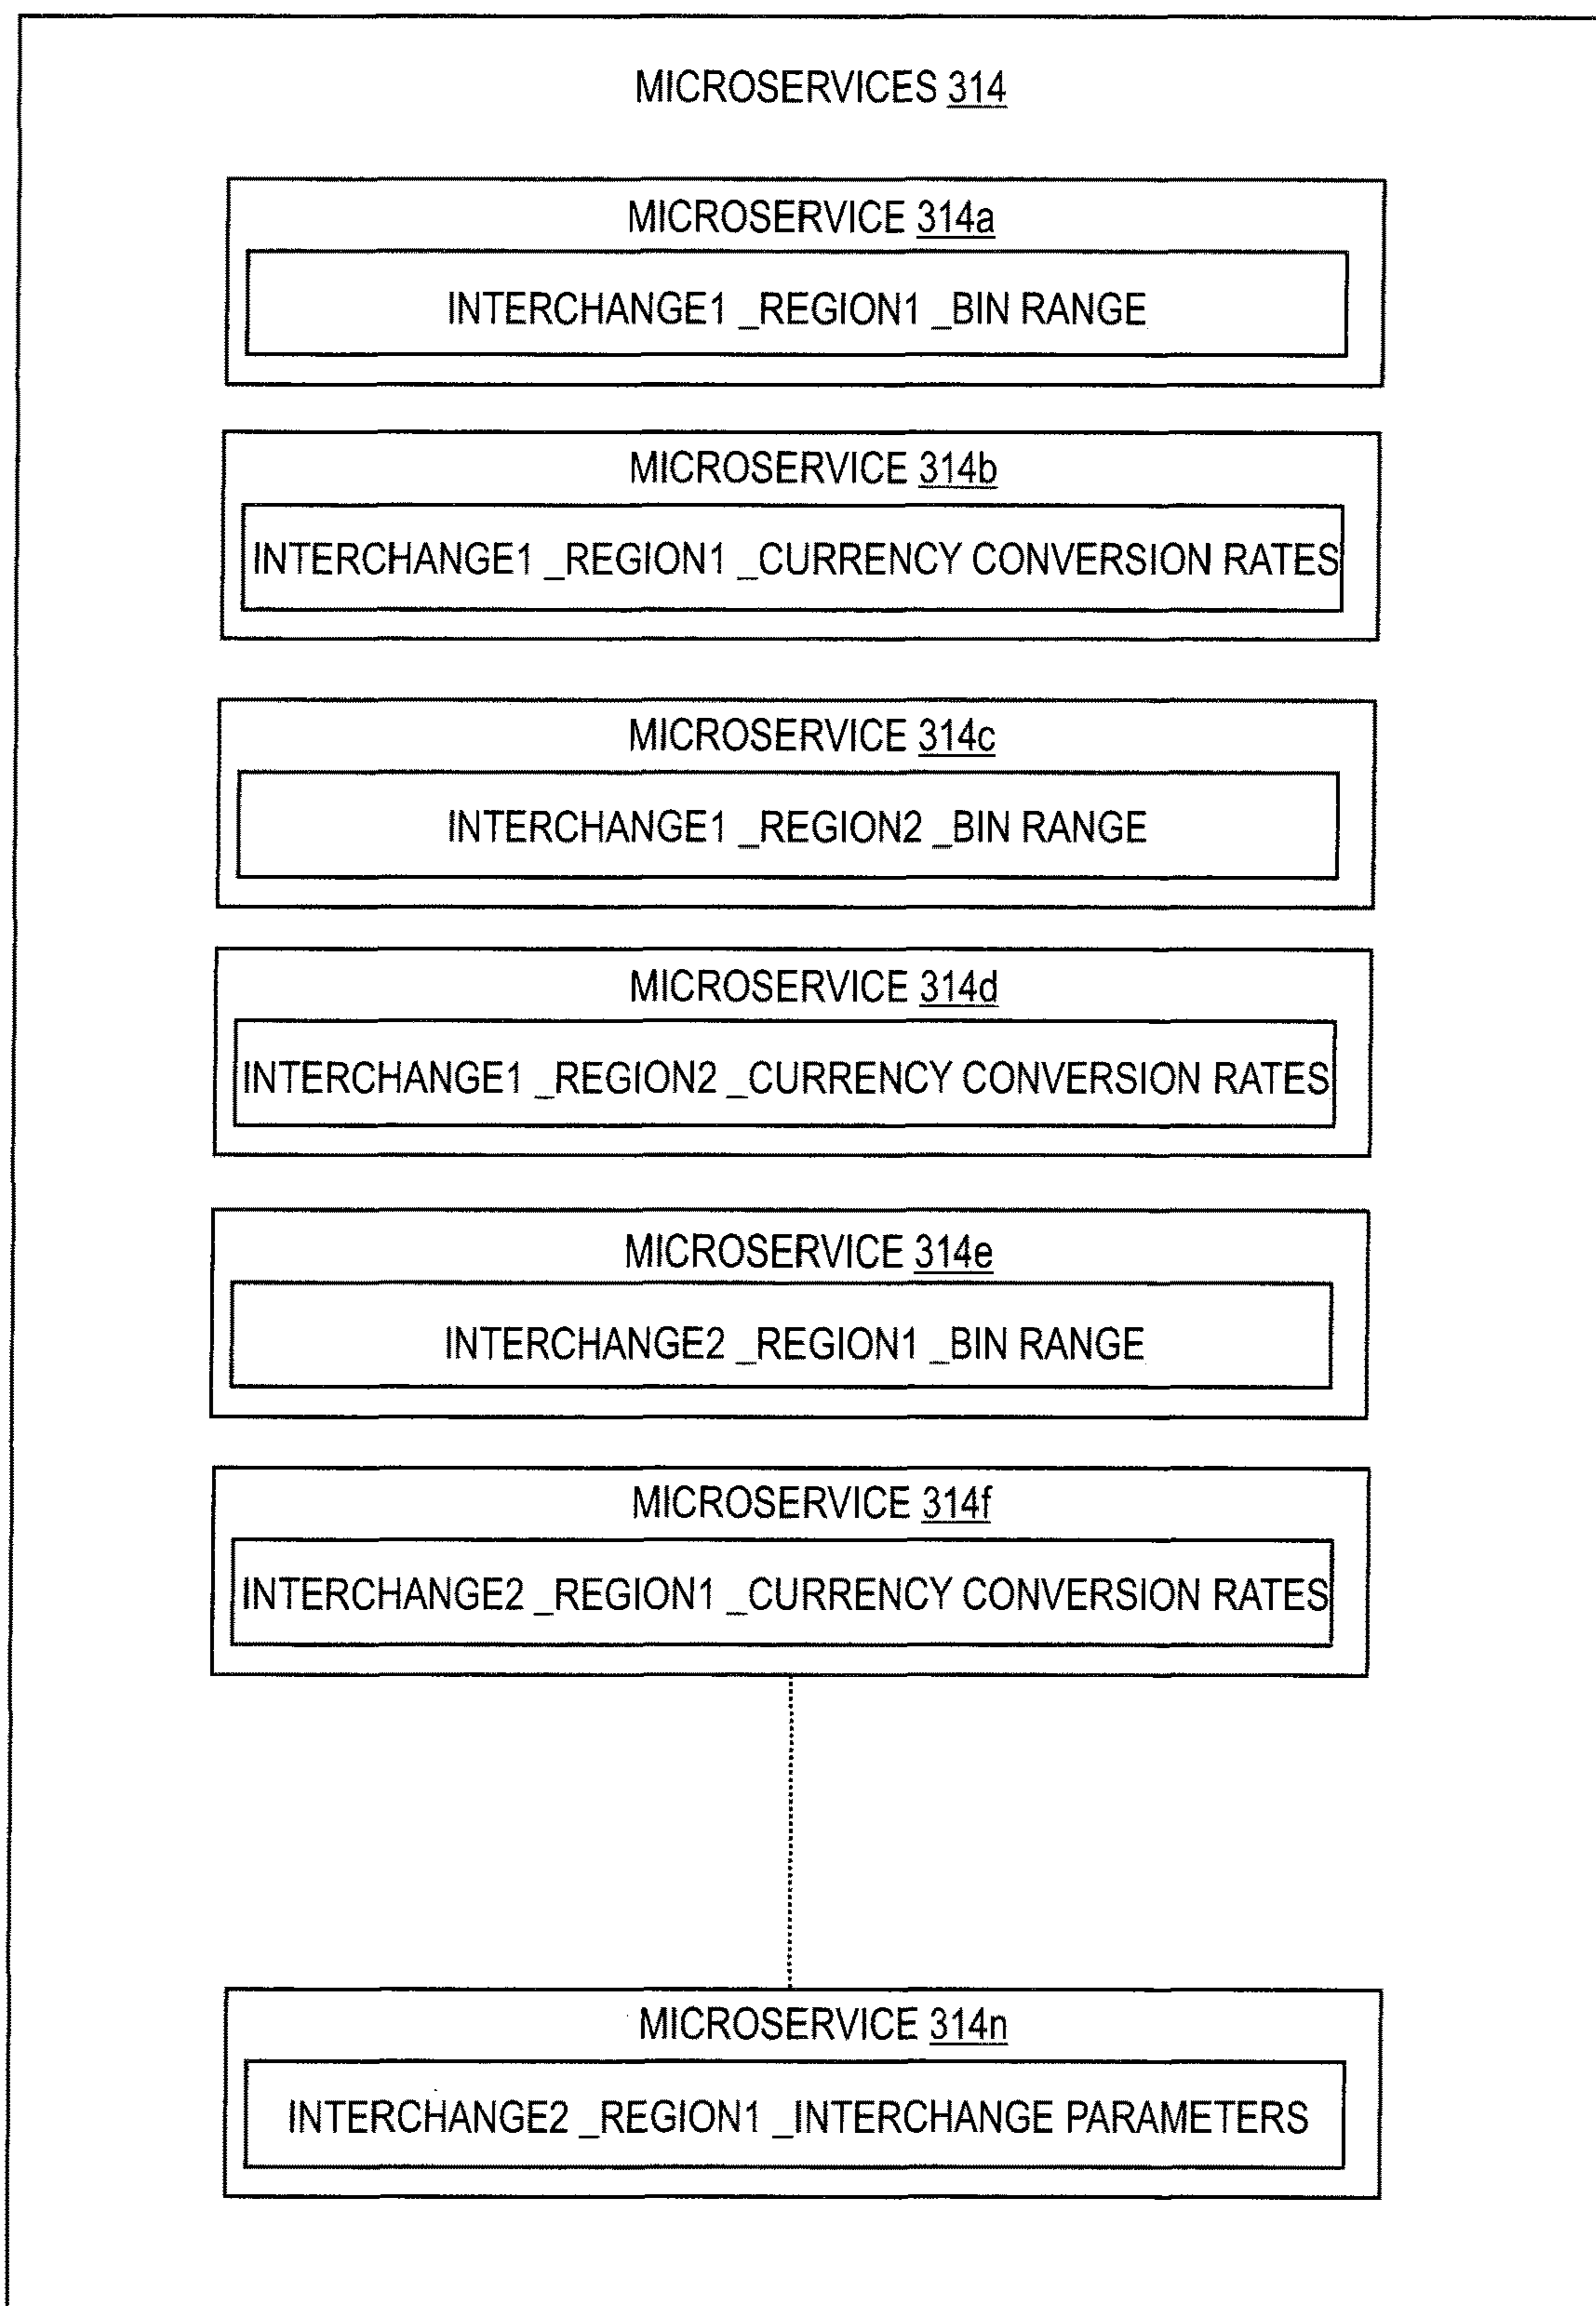 MICROSERVICES 314
MICROSERVICE 314a
INTERCHANGE1 _REGION1 _BIN RANGE
MICROSERVICE 314b
INTERCHANGE1 _REGION1 _CURRENCY CONVERSION RATES
MICROSERVICE 314c
INTERCHANGE1 _REGION2 _BIN RANGE
MICROSERVICE 314d
INTERCHANGE1 _REGION2 _CURRENCY CONVERSION RATES
MICROSERVICE 314e
INTERCHANGE2 _REGION1 _BIN RANGE
MICROSERVICE 314f
INTERCHANGE2 _REGION1 _CURRENCY CONVERSION RATES
MICROSERVICE 314n
INTERCHANGE2 _REGION1 _INTERCHANGE PARAMETERS